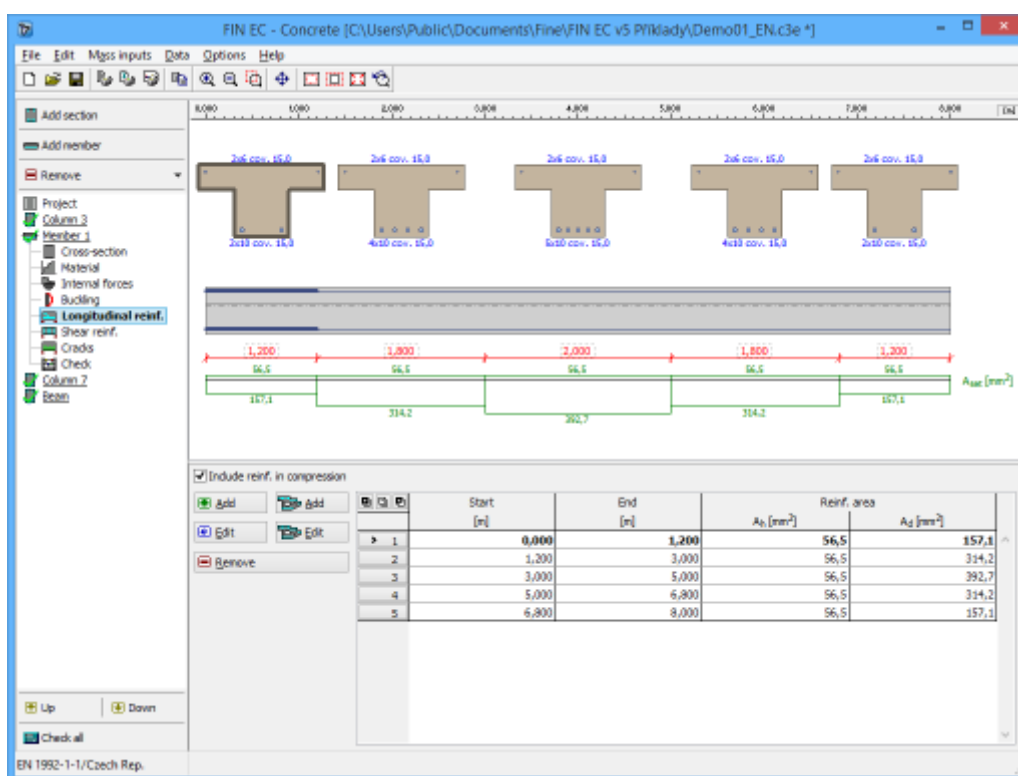 FIN EC - Concrete [C:\Users\Public\Documents\Fine\FIN EC v5 Příklady\Demo01_EN.c3e *]
File Edit Mass inputs Data Options Help
Add section
Add member
Remove
Project
Column 3
Member 1
Cross-section
Material
Internal forces
Buckling
Longitudinal reinf.
Shear reinf.
Cracks
Check
Column 7
Beam
Up Down
Check all
2x6 cov. 15,0 2x6 cov. 15,0 2x6 cov. 15,0 2x6 cov. 15,0 2x6 cov. 15,0
2x10 cov. 15,0 4x10 cov. 15,0 5x10 cov. 15,0 4x10 cov. 15,0 2x10 cov. 15,0
1,200 1,800 2,000 1,800 1,200
56,5 56,5 56,5 56,5 56,5
157,1 314,2 392,7 314,2 157,1
Include reinf. in compression
Add Add
Edit Edit
Remove
Start End Reinf. area
[m] [m] Ah [mm²] Ad [mm²]
1 0,000 1,200 56,5 157,1
2 1,200 3,000 56,5 314,2
3 3,000 5,000 56,5 392,7
4 5,000 6,800 56,5 314,2
5 6,800 8,000 56,5 157,1
EN 1992-1-1/Czech Rep.